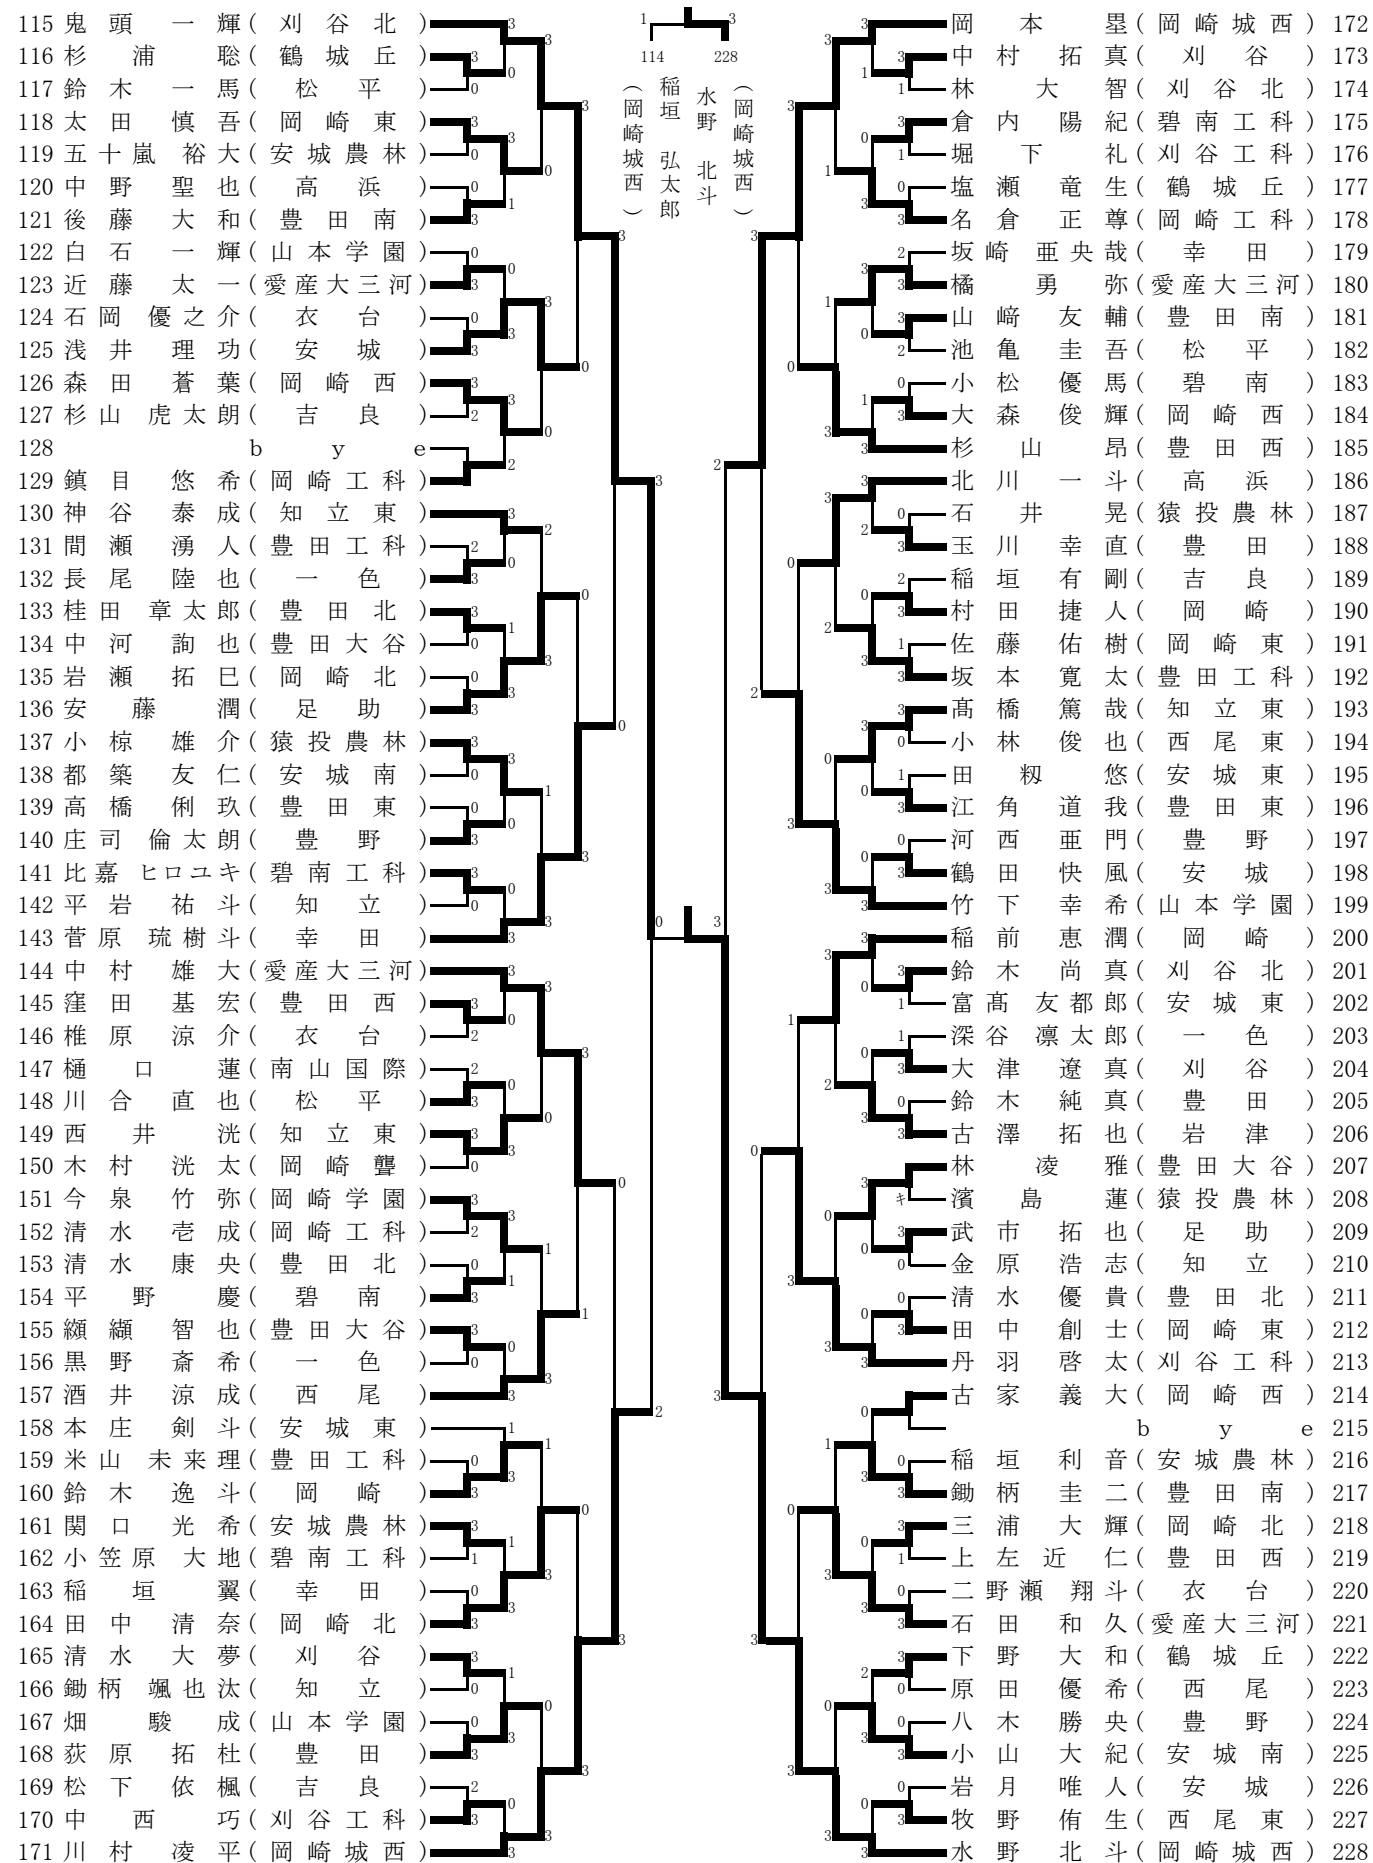 1 3
114 228
稲垣 弘太郎 (岡崎城西)
水野 北斗 (岡崎城西)
115 鬼頭 一輝 (刈谷北)
116 杉浦 聡 (鶴城丘)
117 鈴木 一馬 (松平)
118 太田 慎吾 (岡崎東)
119 五十嵐 裕大 (安城農林)
120 中野 聖也 (高浜)
121 後藤 大和 (豊田南)
122 白石 一輝 (山本学園)
123 近藤 太一 (愛産大三河)
124 石岡 優之介 (衣台)
125 浅井 理功 (安城)
126 森田 蒼葉 (岡崎西)
127 杉山 虎太朗 (吉良)
128 bye
129 鎮目 悠希 (岡崎工科)
130 神谷 泰成 (知立東)
131 間瀬 湧人 (豊田工科)
132 長尾 陸也 (一色)
133 桂田 章太郎 (豊田北)
134 中河 詢也 (豊田大谷)
135 岩瀬 拓巳 (岡崎北)
136 安藤 潤 (足助)
137 小椋 雄介 (猿投農林)
138 都築 友仁 (安城南)
139 高橋 俐玖 (豊田東)
140 庄司 倫太朗 (豊野)
141 比嘉 ヒロユキ (碧南工科)
142 平岩 祐斗 (知立)
143 菅原 琉樹斗 (幸田)
144 中村 雄大 (愛産大三河)
145 窪田 基宏 (豊田西)
146 椎原 涼介 (衣台)
147 樋口 蓮 (南山国際)
148 川合 直也 (松平)
149 西井 洸 (知立東)
150 木村 洸太 (岡崎聾)
151 今泉 竹弥 (岡崎学園)
152 清水 壱成 (岡崎工科)
153 清水 康央 (豊田北)
154 平野 慶 (碧南)
155 纐纈 智也 (豊田大谷)
156 黒野 斎希 (一色)
157 酒井 涼成 (西尾)
158 本庄 剣斗 (安城東)
159 米山 未来理 (豊田工科)
160 鈴木 逸斗 (岡崎)
161 関口 光希 (安城農林)
162 小笠原 大地 (碧南工科)
163 稲垣 翼 (幸田)
164 田中 清奈 (岡崎北)
165 清水 大夢 (刈谷)
166 鋤柄 颯也汰 (知立)
167 畑 駿成 (山本学園)
168 荻原 拓杜 (豊田)
169 松下 依楓 (吉良)
170 中西 巧 (刈谷工科)
171 川村 凌平 (岡崎城西)
岡本 塁 (岡崎城西) 172
中村 拓真 (刈谷) 173
林 大智 (刈谷北) 174
倉内 陽紀 (碧南工科) 175
堀下 礼 (刈谷工科) 176
塩瀬 竜生 (鶴城丘) 177
名倉 正尊 (岡崎工科) 178
坂崎 亜央哉 (幸田) 179
橘 勇弥 (愛産大三河) 180
山﨑 友輔 (豊田南) 181
池亀 圭吾 (松平) 182
小松 優馬 (碧南) 183
大森 俊輝 (岡崎西) 184
杉山 昂 (豊田西) 185
北川 一斗 (高浜) 186
石井 晃 (猿投農林) 187
玉川 幸直 (豊田) 188
稲垣 有剛 (吉良) 189
村田 捷人 (岡崎) 190
佐藤 佑樹 (岡崎東) 191
坂本 寛太 (豊田工科) 192
髙橋 篤哉 (知立東) 193
小林 俊也 (西尾東) 194
田籾 悠 (安城東) 195
江角 道我 (豊田東) 196
河西 亜門 (豊野) 197
鶴田 快風 (安城) 198
竹下 幸希 (山本学園) 199
稲前 恵潤 (岡崎) 200
鈴木 尚真 (刈谷北) 201
富髙 友都郎 (安城東) 202
深谷 凛太郎 (一色) 203
大津 遼真 (刈谷) 204
鈴木 純真 (豊田) 205
古澤 拓也 (岩津) 206
林 凌雅 (豊田大谷) 207
濱島 蓮 (猿投農林) 208
武市 拓也 (足助) 209
金原 浩志 (知立) 210
清水 優貴 (豊田北) 211
田中 創士 (岡崎東) 212
丹羽 啓太 (刈谷工科) 213
古家 義大 (岡崎西) 214
bye 215
稲垣 利音 (安城農林) 216
鋤柄 圭二 (豊田南) 217
三浦 大輝 (岡崎北) 218
上左近 仁 (豊田西) 219
二野瀬 翔斗 (衣台) 220
石田 和久 (愛産大三河) 221
下野 大和 (鶴城丘) 222
原田 優希 (西尾) 223
八木 勝央 (豊野) 224
小山 大紀 (安城南) 225
岩月 唯人 (安城) 226
牧野 侑生 (西尾東) 227
水野 北斗 (岡崎城西) 228